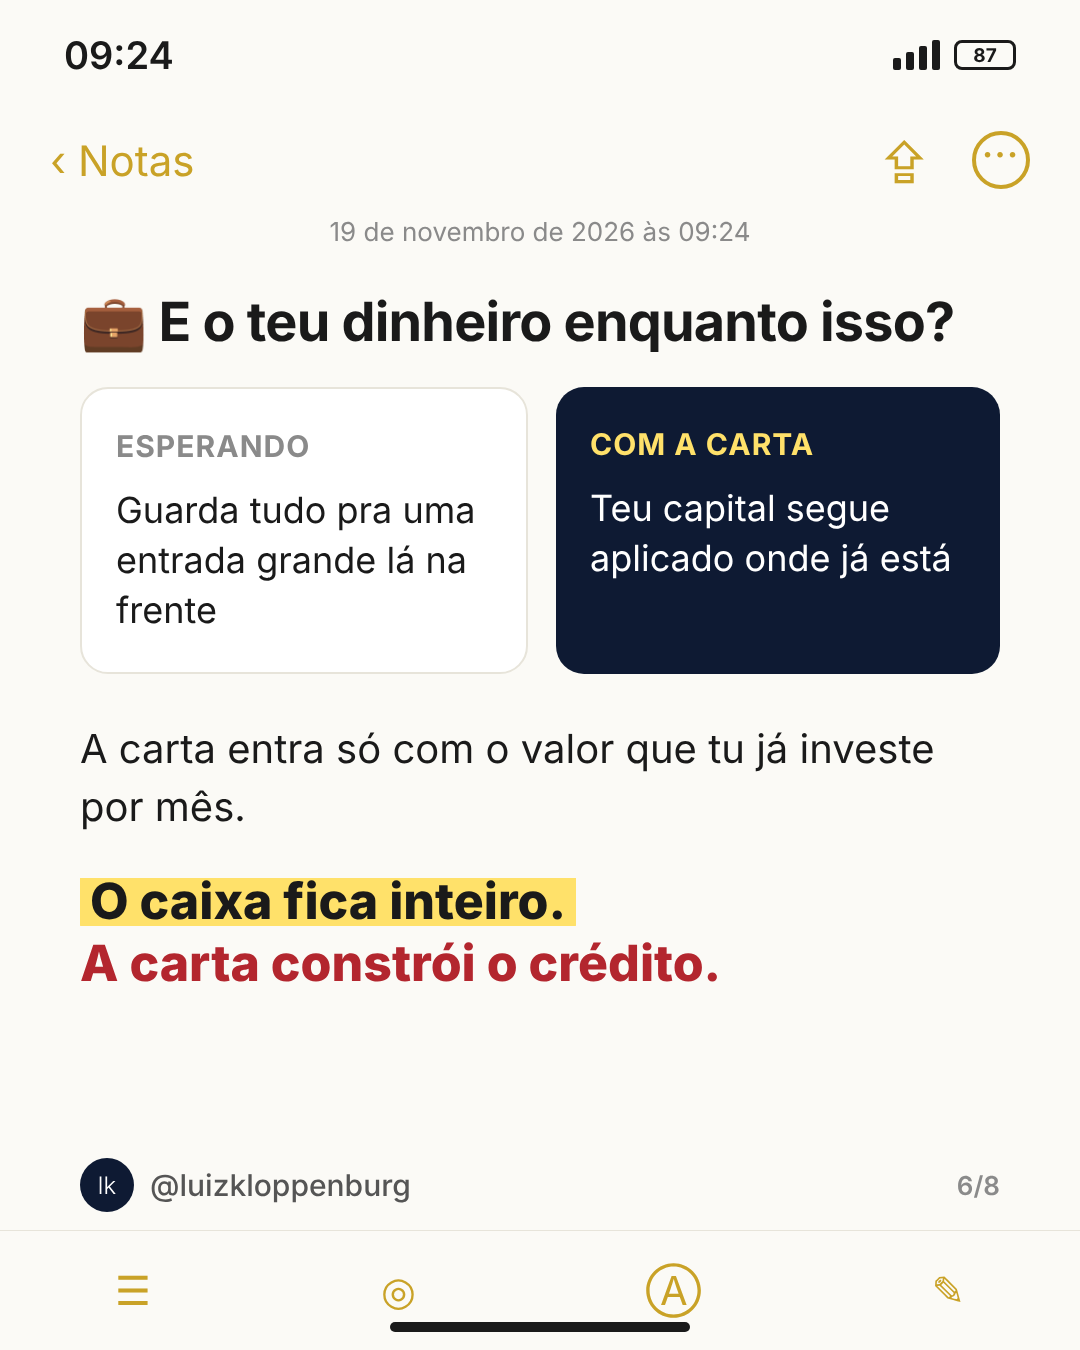 09:24
87
‹ Notas
19 de novembro de 2026 às 09:24
💼 E o teu dinheiro enquanto isso?
ESPERANDO
Guarda tudo pra uma
entrada grande lá na
frente
COM A CARTA
Teu capital segue
aplicado onde já está
A carta entra só com o valor que tu já investe
por mês.
O caixa fica inteiro.
A carta constrói o crédito.
lk @luizkloppenburg
6/8
A